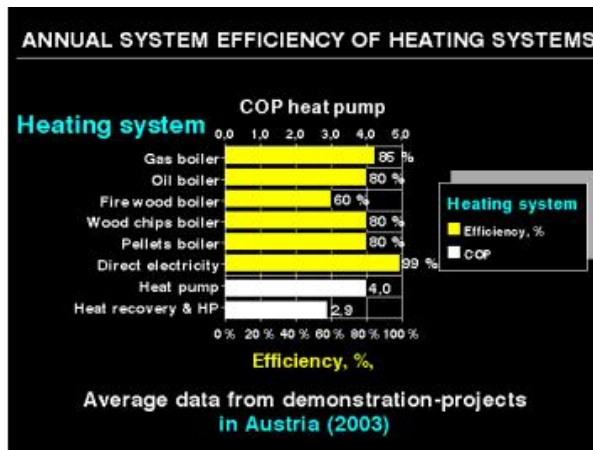 ANNUAL SYSTEM EFFICIENCY OF HEATING SYSTEMS
COP heat pump
Heating system
0,0 1,0 2,0 3,0 4,0 5,0
Gas boiler 85 %
Oil boiler 80 %
Fire wood boiler 60 %
Wood chips boiler 80 %
Pellets boiler 80 %
Direct electricity 99 %
Heat pump 4,0
Heat recovery & HP 2,9
0 % 20 % 40 % 60 % 80 % 100 %
Efficiency, %,
Heating system
Efficiency, %
COP
Average data from demonstration-projects
in Austria (2003)